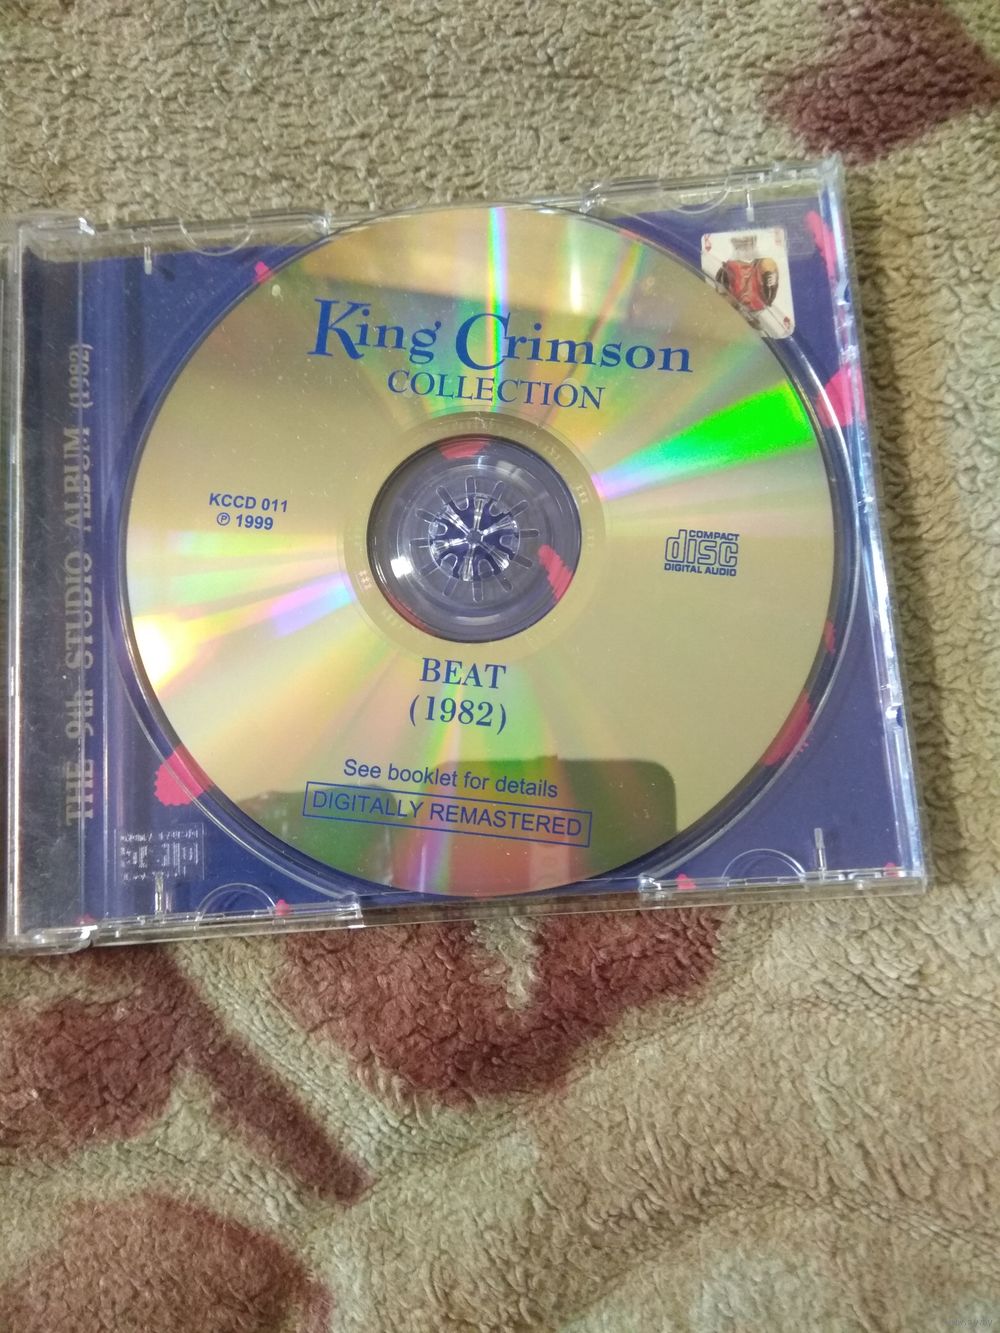 King Crimson
COLLECTION
KCCD 011
℗ 1999
COMPACT
disc
DIGITAL AUDIO
BEAT
(1982)
See booklet for details
DIGITALLY REMASTERED
THE 9th STUDIO ALBUM (1982)